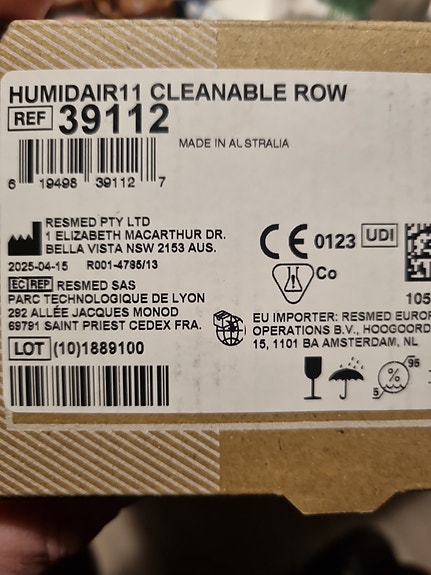 HUMIDAIR11 CLEANABLE ROW
REF 39112
MADE IN AUSTRALIA
6 19498 39112 7
RESMED PTY LTD
1 ELIZABETH MACARTHUR DR.
BELLA VISTA NSW 2153 AUS.
2025-04-15 R001-4785/13
CE 0123 UDI
Co
105
EC REP RESMED SAS
PARC TECHNOLOGIQUE DE LYON
292 ALLÉE JACQUES MONOD
69791 SAINT PRIEST CEDEX FRA.
EU IMPORTER: RESMED EUROP
OPERATIONS B.V., HOOGOORD
15, 1101 BA AMSTERDAM, NL
LOT (10)1889100
5 % 95